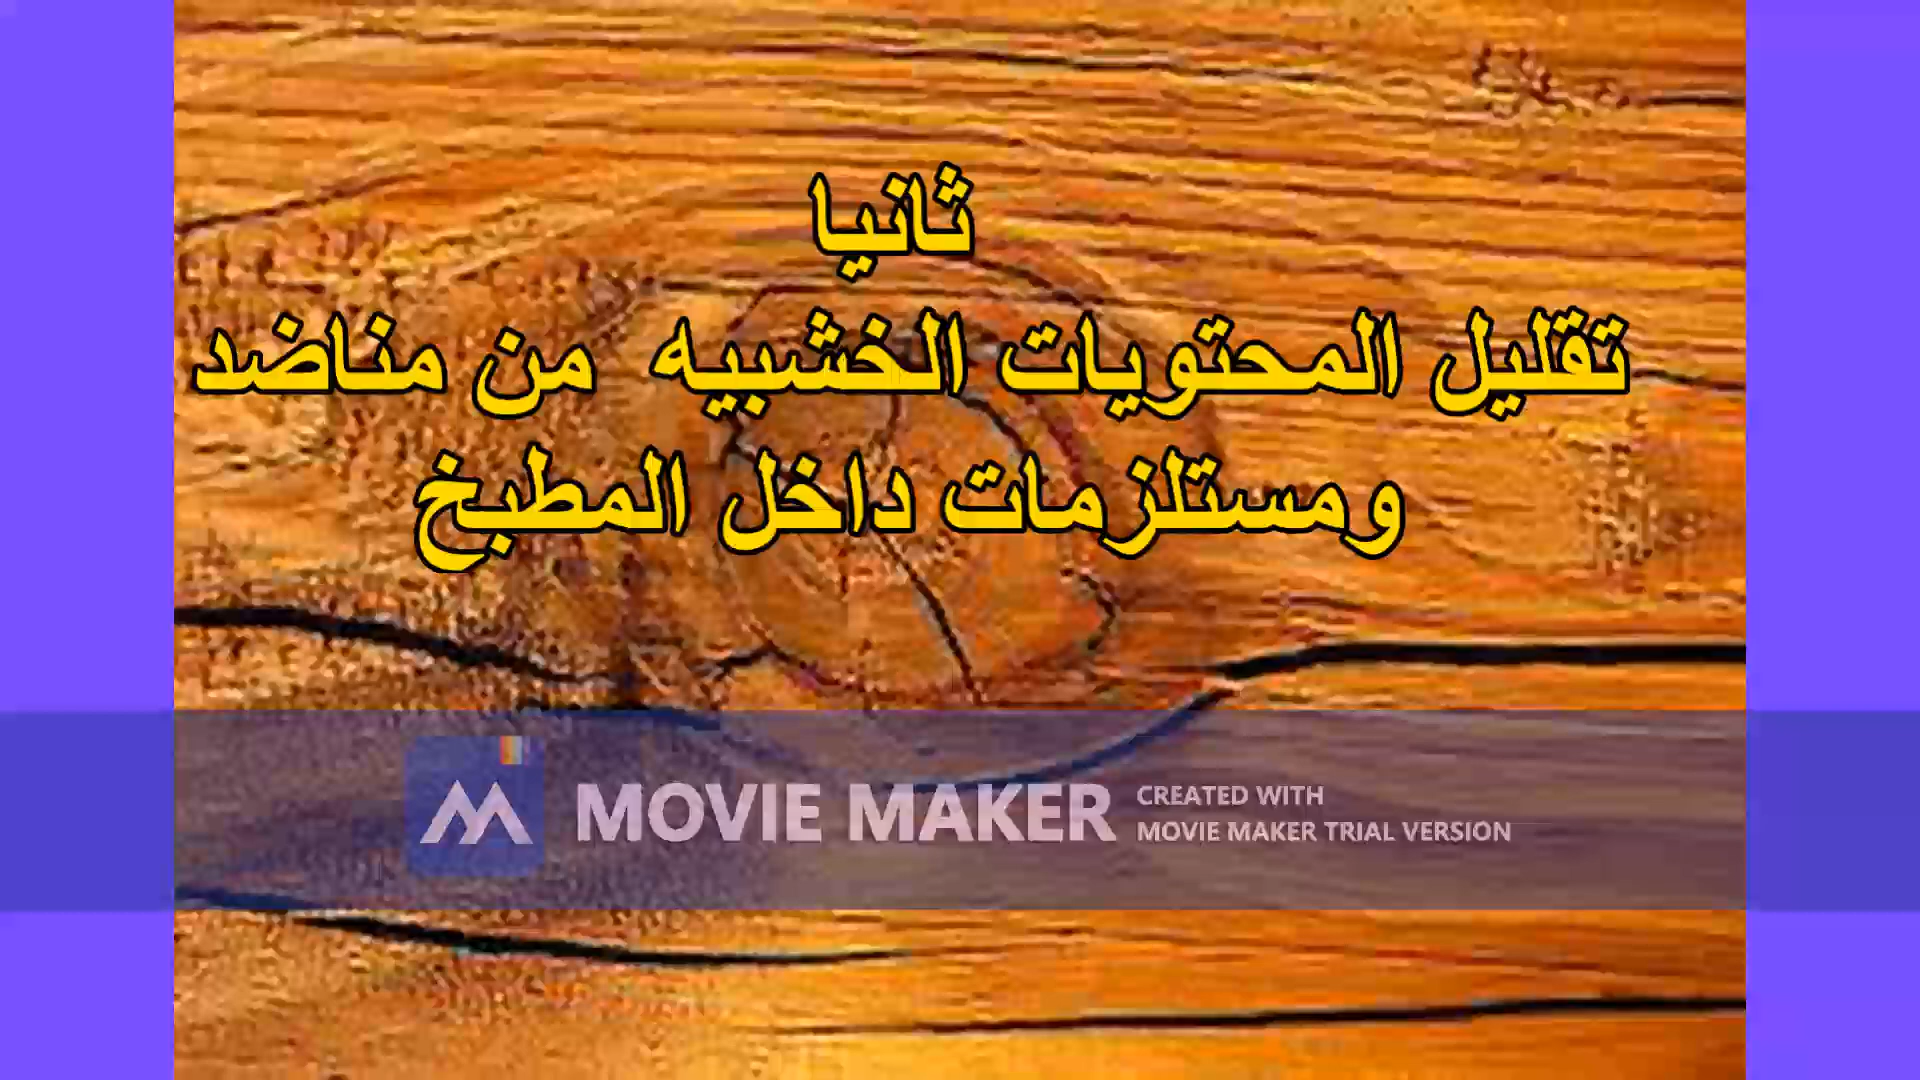 ثانيا
تقليل المحتويات الخشبيه من مناضد
ومستلزمات داخل المطبخ
MOVIE MAKER
CREATED WITH
MOVIE MAKER TRIAL VERSION